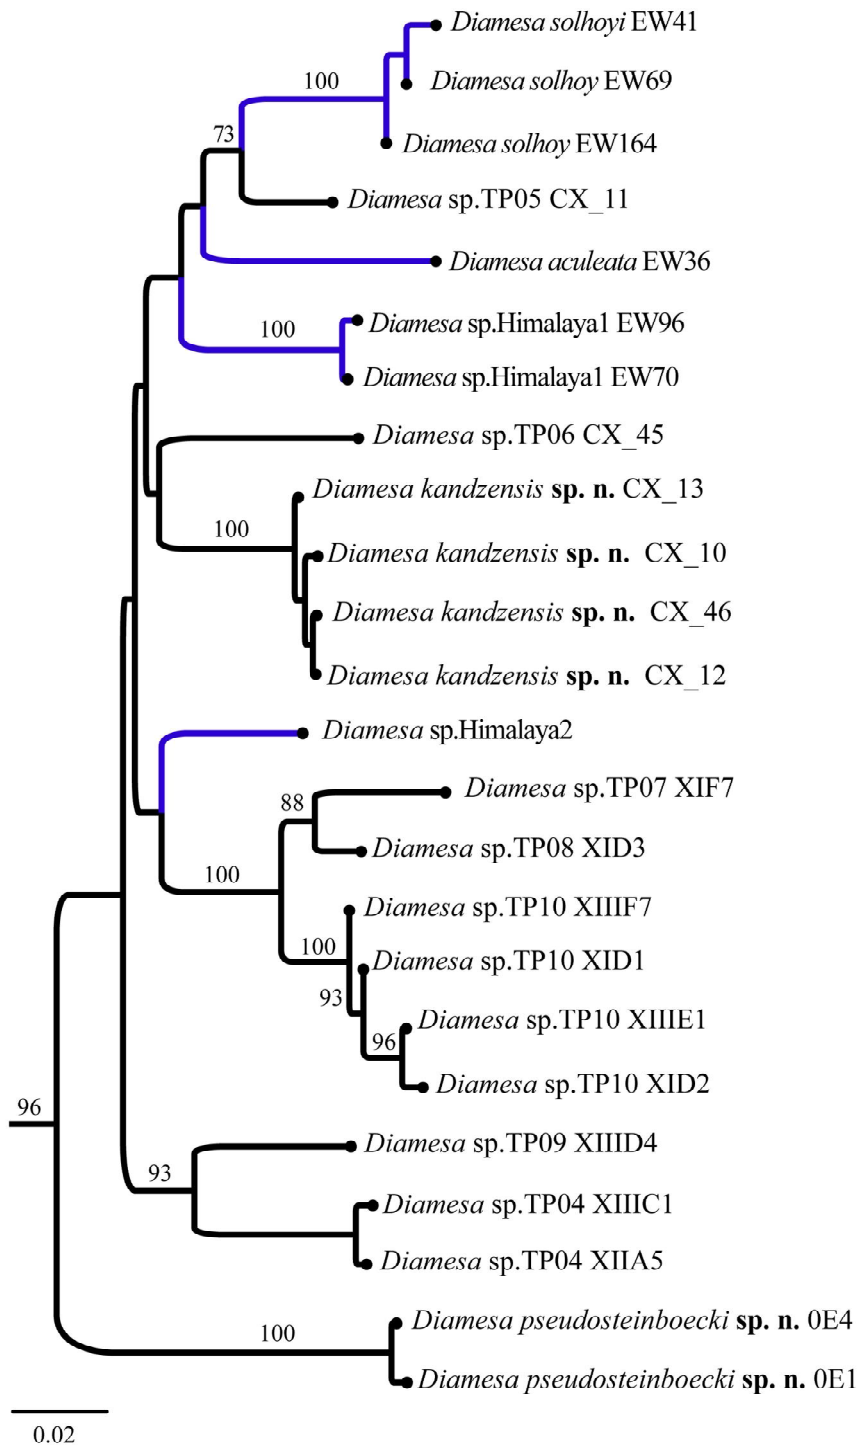 Diamesa solhoyi EW41
100
Diamesa solhoy EW69
73
Diamesa solhoy EW164
Diamesa sp.TP05 CX_11
Diamesa aculeata EW36
Diamesa sp.Himalaya1 EW96
100
Diamesa sp.Himalaya1 EW70
Diamesa sp.TP06 CX_45
Diamesa kandzensis sp. n. CX_13
100
Diamesa kandzensis sp. n. CX_10
Diamesa kandzensis sp. n. CX_46
Diamesa kandzensis sp. n. CX_12
Diamesa sp.Himalaya2
Diamesa sp.TP07 XIF7
88
Diamesa sp.TP08 XID3
100
Diamesa sp.TP10 XIIIF7
100
Diamesa sp.TP10 XID1
93
Diamesa sp.TP10 XIIIE1
96
Diamesa sp.TP10 XID2
96
Diamesa sp.TP09 XIIID4
93
Diamesa sp.TP04 XIIIC1
Diamesa sp.TP04 XIIA5
Diamesa pseudosteinboecki sp. n. 0E4
100
Diamesa pseudosteinboecki sp. n. 0E1
0.02